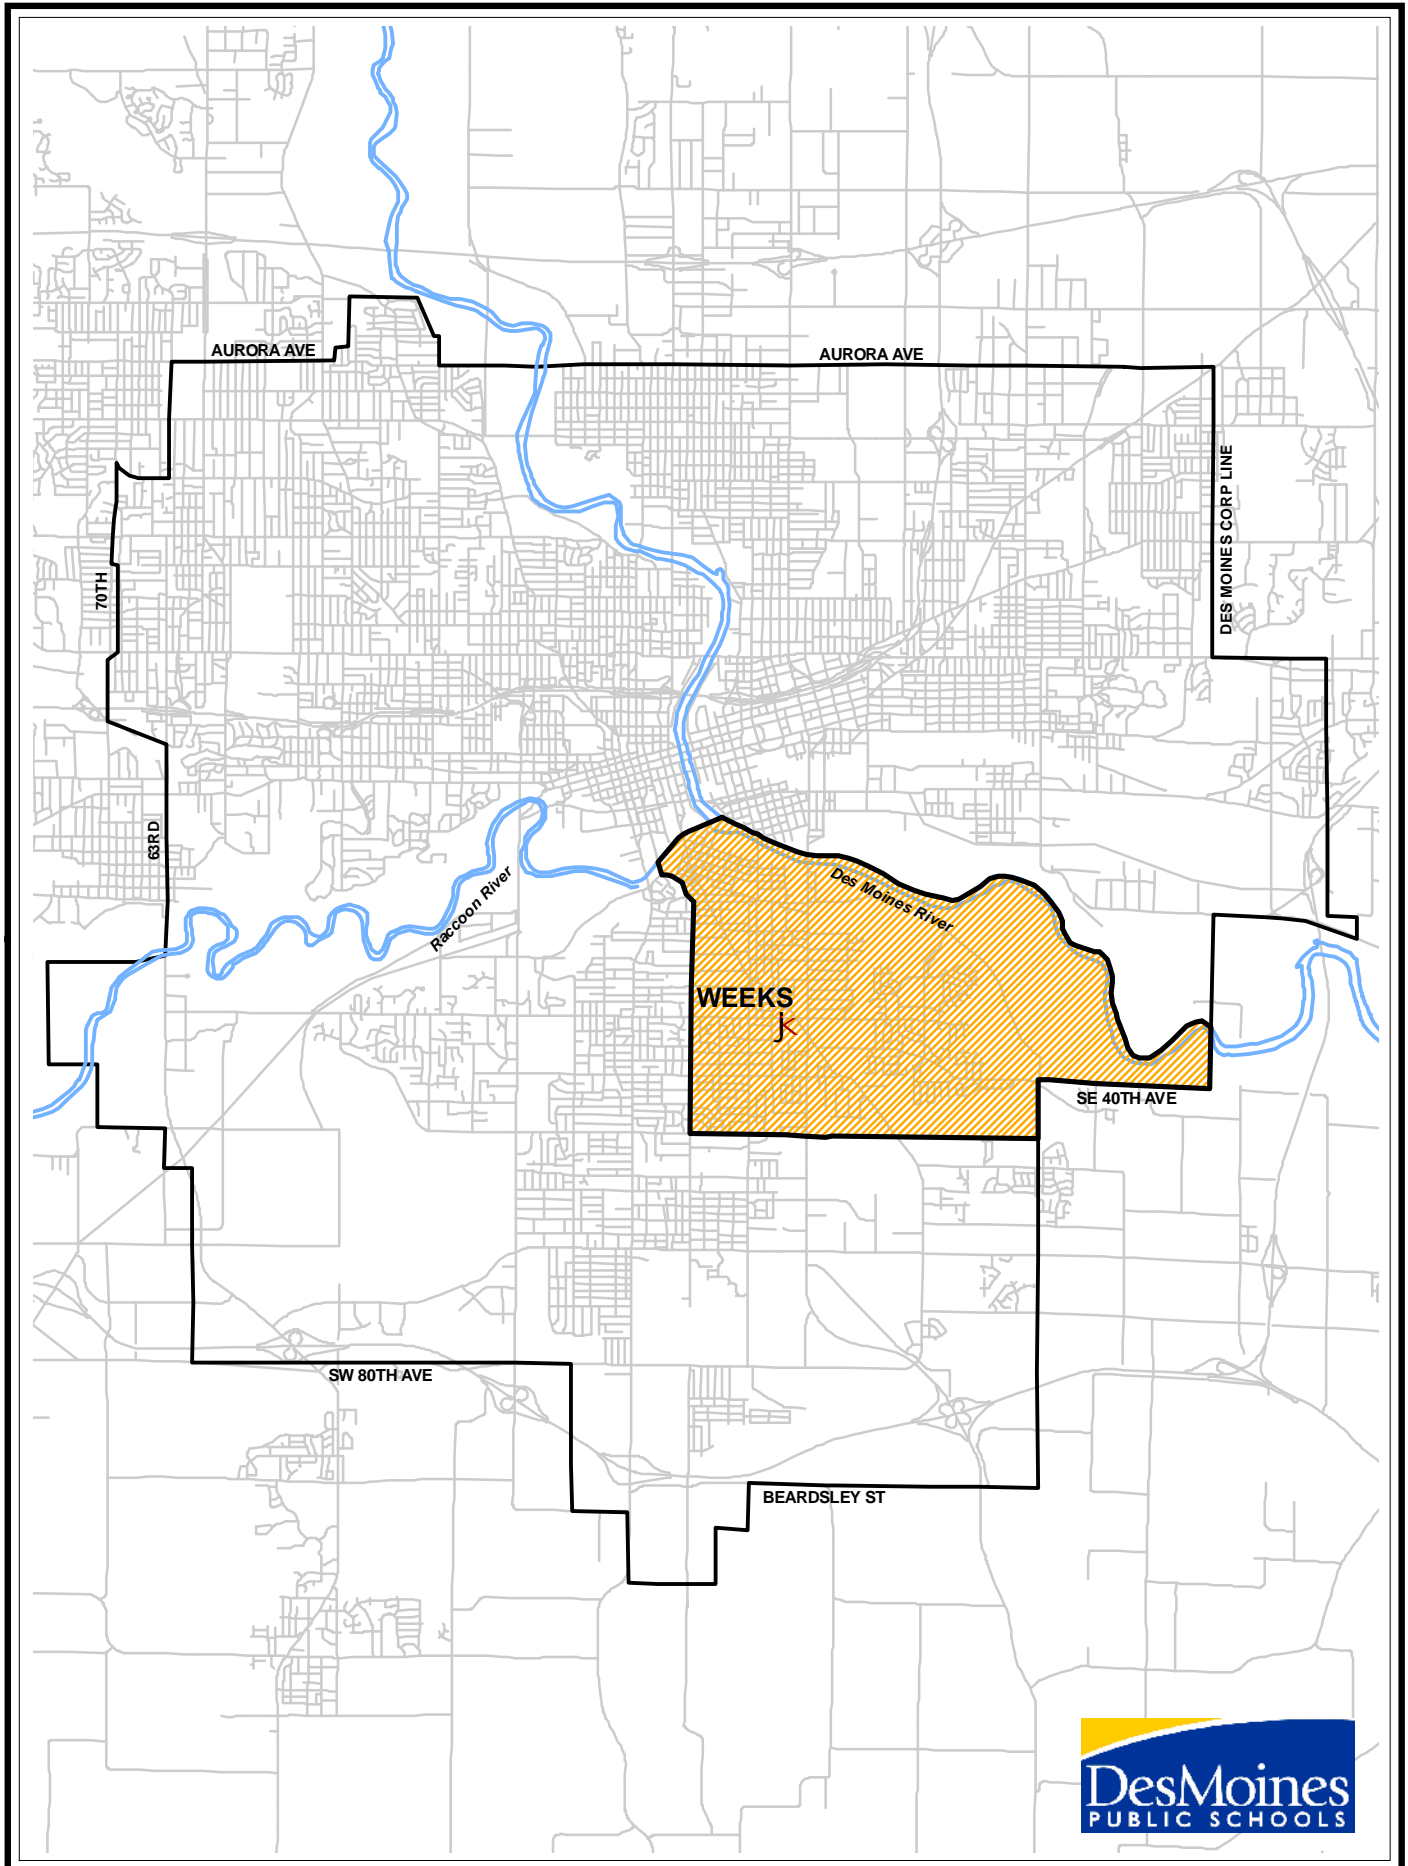 AURORA AVE
AURORA AVE
DES MOINES CORP LINE
70TH
63RD
Raccoon River
Des Moines River
WEEKS
jk
SE 40TH AVE
SW 80TH AVE
BEARDSLEY ST
DesMoines
PUBLIC SCHOOLS